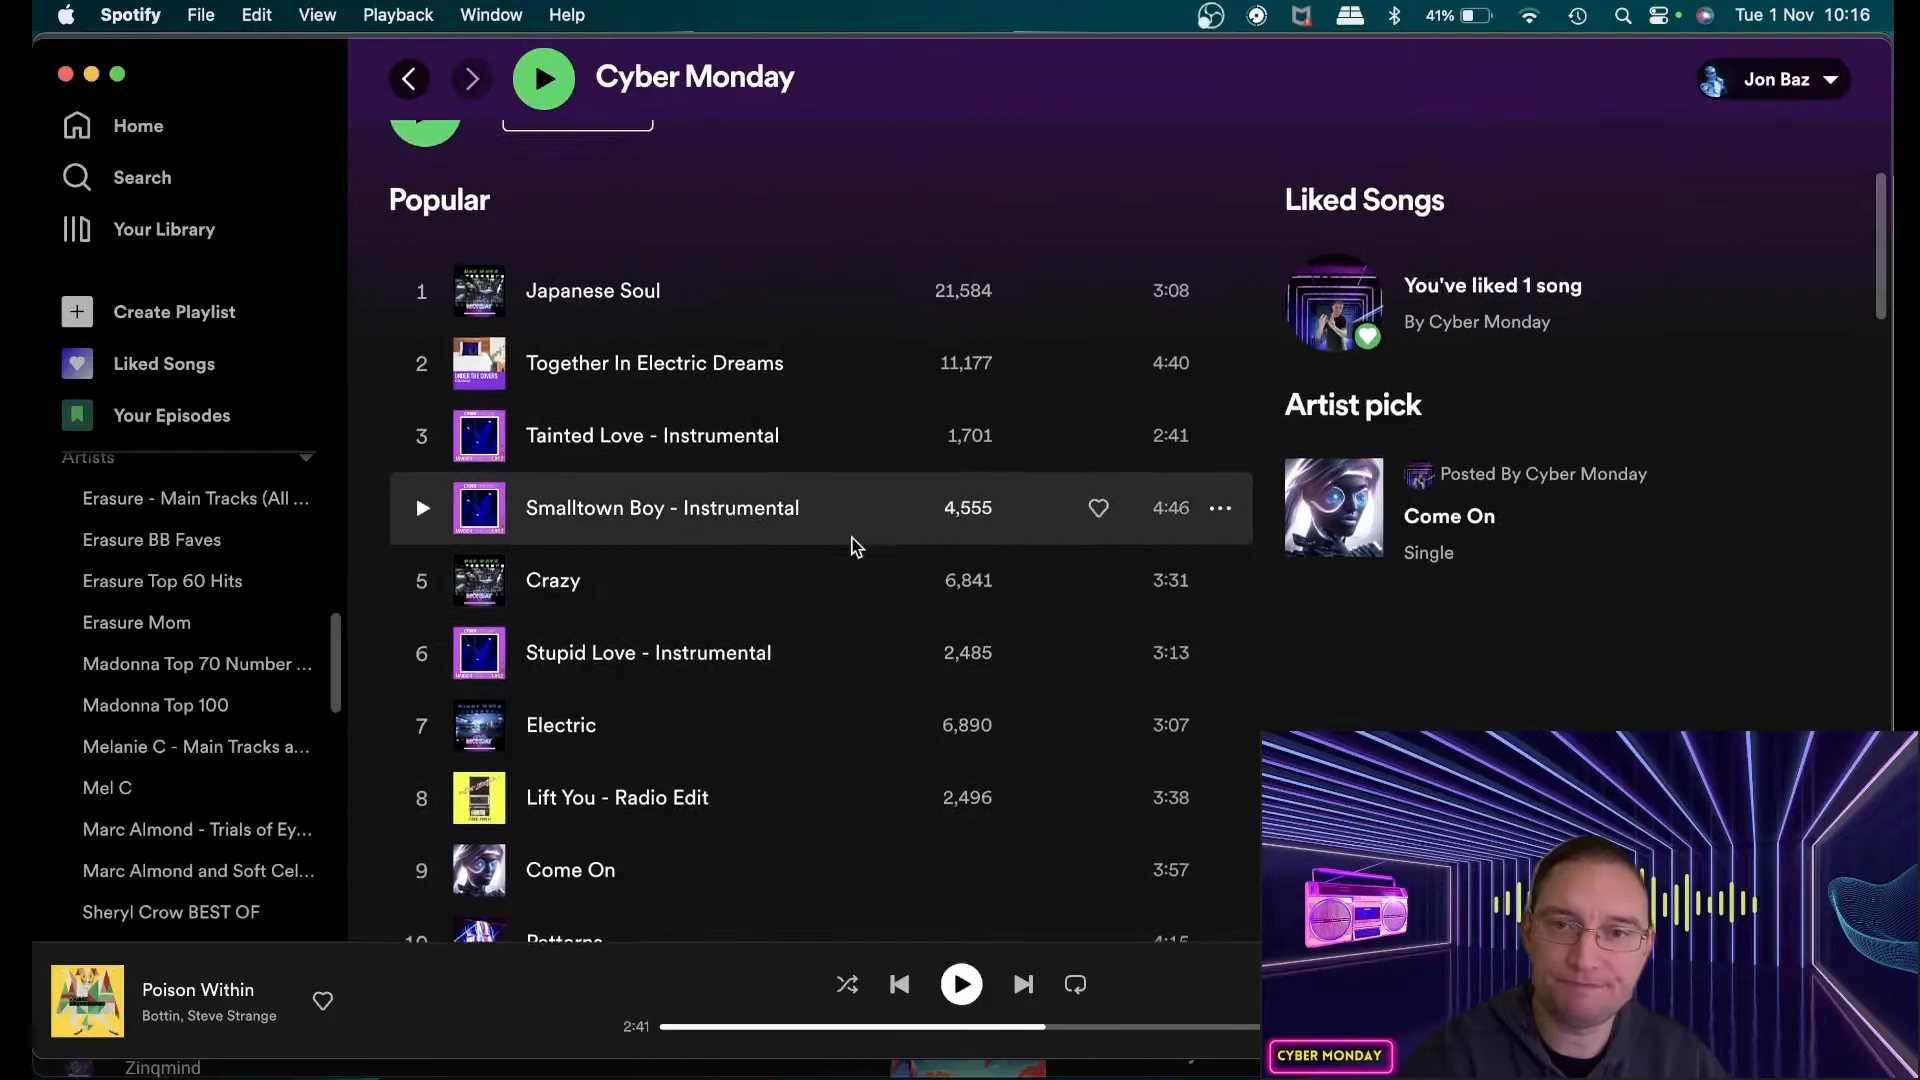 Spotify File Edit View Playback Window Help 41% Tue 1 Nov 10:16
Cyber Monday
Jon Baz
Home
Search
Your Library
Create Playlist
Liked Songs
Your Episodes
Artists
Erasure - Main Tracks (All ...
Erasure BB Faves
Erasure Top 60 Hits
Erasure Mom
Madonna Top 70 Number ...
Madonna Top 100
Melanie C - Main Tracks a...
Mel C
Marc Almond - Trials of Ey...
Marc Almond and Soft Cel...
Sheryl Crow BEST OF
Popular
1 Japanese Soul 21,584 3:08
2 Together In Electric Dreams 11,177 4:40
3 Tainted Love - Instrumental 1,701 2:41
Smalltown Boy - Instrumental 4,555 4:46
5 Crazy 6,841 3:31
6 Stupid Love - Instrumental 2,485 3:13
7 Electric 6,890 3:07
8 Lift You - Radio Edit 2,496 3:38
9 Come On 3:57
10 Patterns 4:15
Liked Songs
You've liked 1 song
By Cyber Monday
Artist pick
Posted By Cyber Monday
Come On
Single
Poison Within
Bottin, Steve Strange
2:41
Zinqmind
CYBER MONDAY